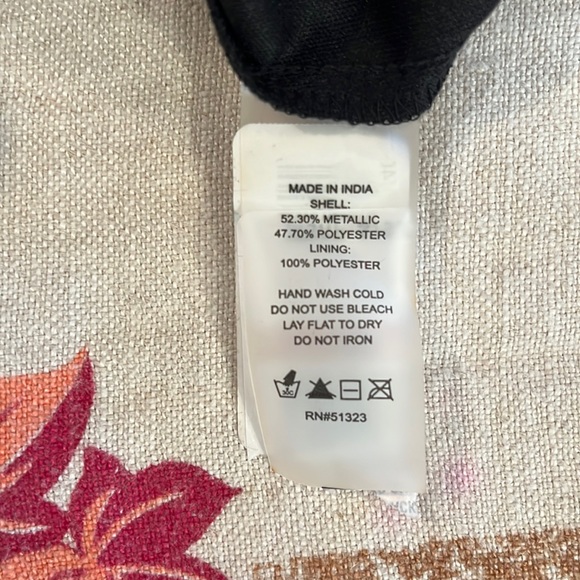 MADE IN INDIA
SHELL:
52.30% METALLIC
47.70% POLYESTER
LINING:
100% POLYESTER
HAND WASH COLD
DO NOT USE BLEACH
LAY FLAT TO DRY
DO NOT IRON
30C
RN#51323